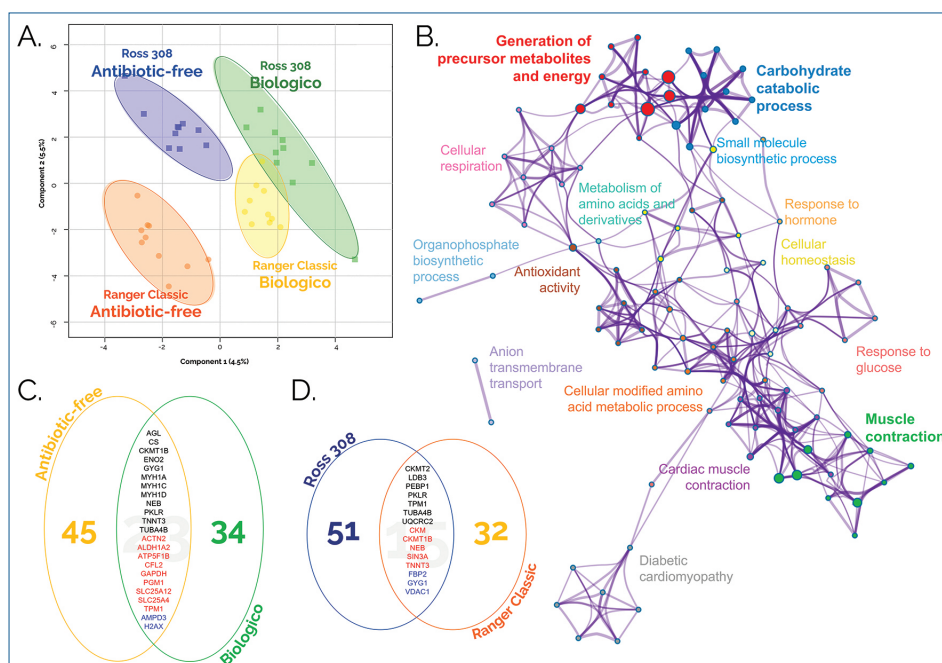 A.
Ross 308
Antibiotic-free
Ross 308
Biologico
Ranger Classic
Biologico
Ranger Classic
Antibiotic-free
Component 2 (5.5%)
6
4
2
0
-2
-4
-6
-4
-2
0
2
4
Component 1 (4.5%)
B.
Generation of
precursor metabolites
and energy
Carbohydrate
catabolic
process
Small molecule
biosynthetic process
Cellular
respiration
Metabolism of
amino acids and
derivatives
Response to
hormone
Cellular
homeostasis
Organophosphate
biosynthetic
process
Antioxidant
activity
Anion
transmembrane
transport
Cellular modified amino
acid metabolic process
Response to
glucose
Muscle
contraction
Cardiac muscle
contraction
Diabetic
cardiomyopathy
C.
Antibiotic-free
45
23
34
Biologico
AGL
CS
CKMT1B
ENO2
GYG1
MYH1A
MYH1C
MYH1D
NEB
PKLR
TNNT3
TUBA4B
ACTN2
ALDH1A2
ATP5F1B
CFL2
GAPDH
PGM1
SLC25A12
SLC25A4
TPM1
AMPD3
H2AX
D.
Ross 308
51
15
32
Ranger Classic
CKMT2
LDB3
PEBP1
PKLR
TPM1
TUBA4B
UQCRC2
CKM
CKMT1B
NEB
SIN3A
TNNT3
FBP2
GYG1
VDAC1